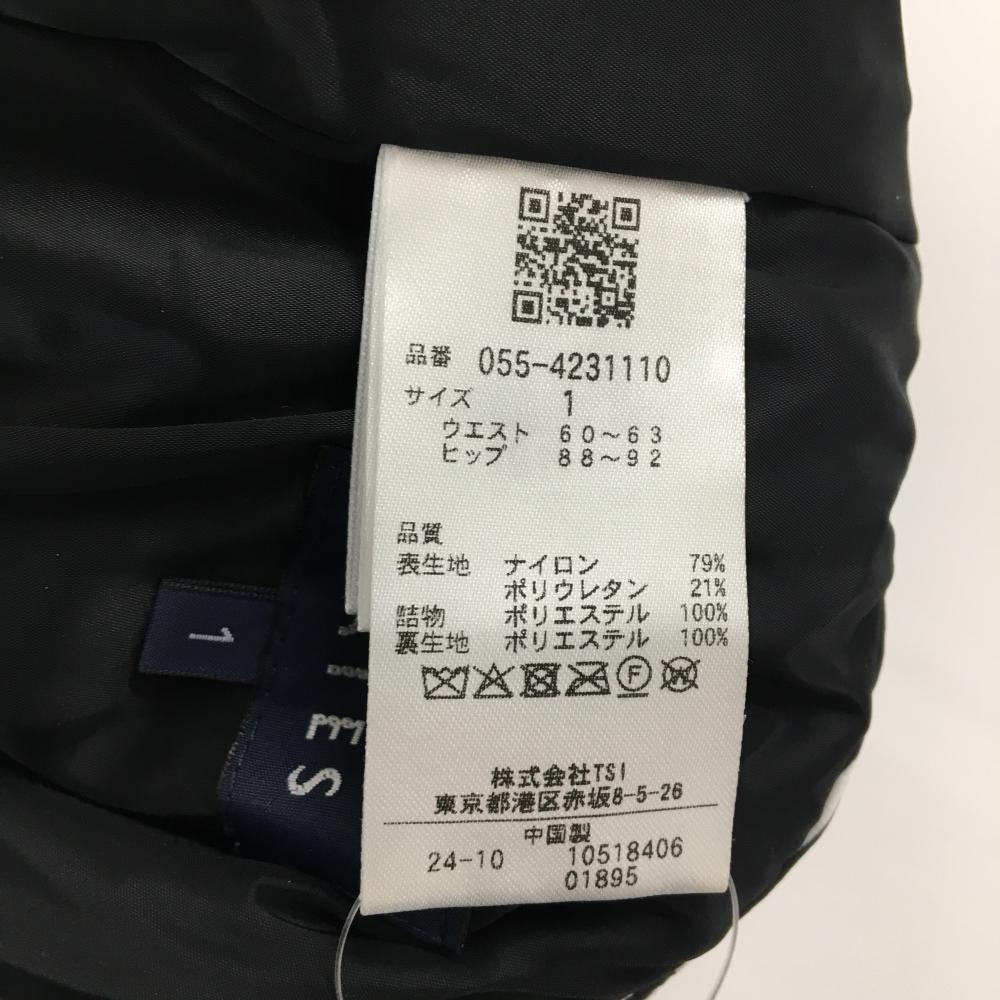 品番 055-4231110
サイズ 1
ウエスト 60~63
ヒップ 88~92
品質
表生地 ナイロン 79%
ポリウレタン 21%
詰物 ポリエステル 100%
裏生地 ポリエステル 100%
F W
株式会社TSI
東京都港区赤坂8-5-26
中国製
24-10 10518406
01895
1
S